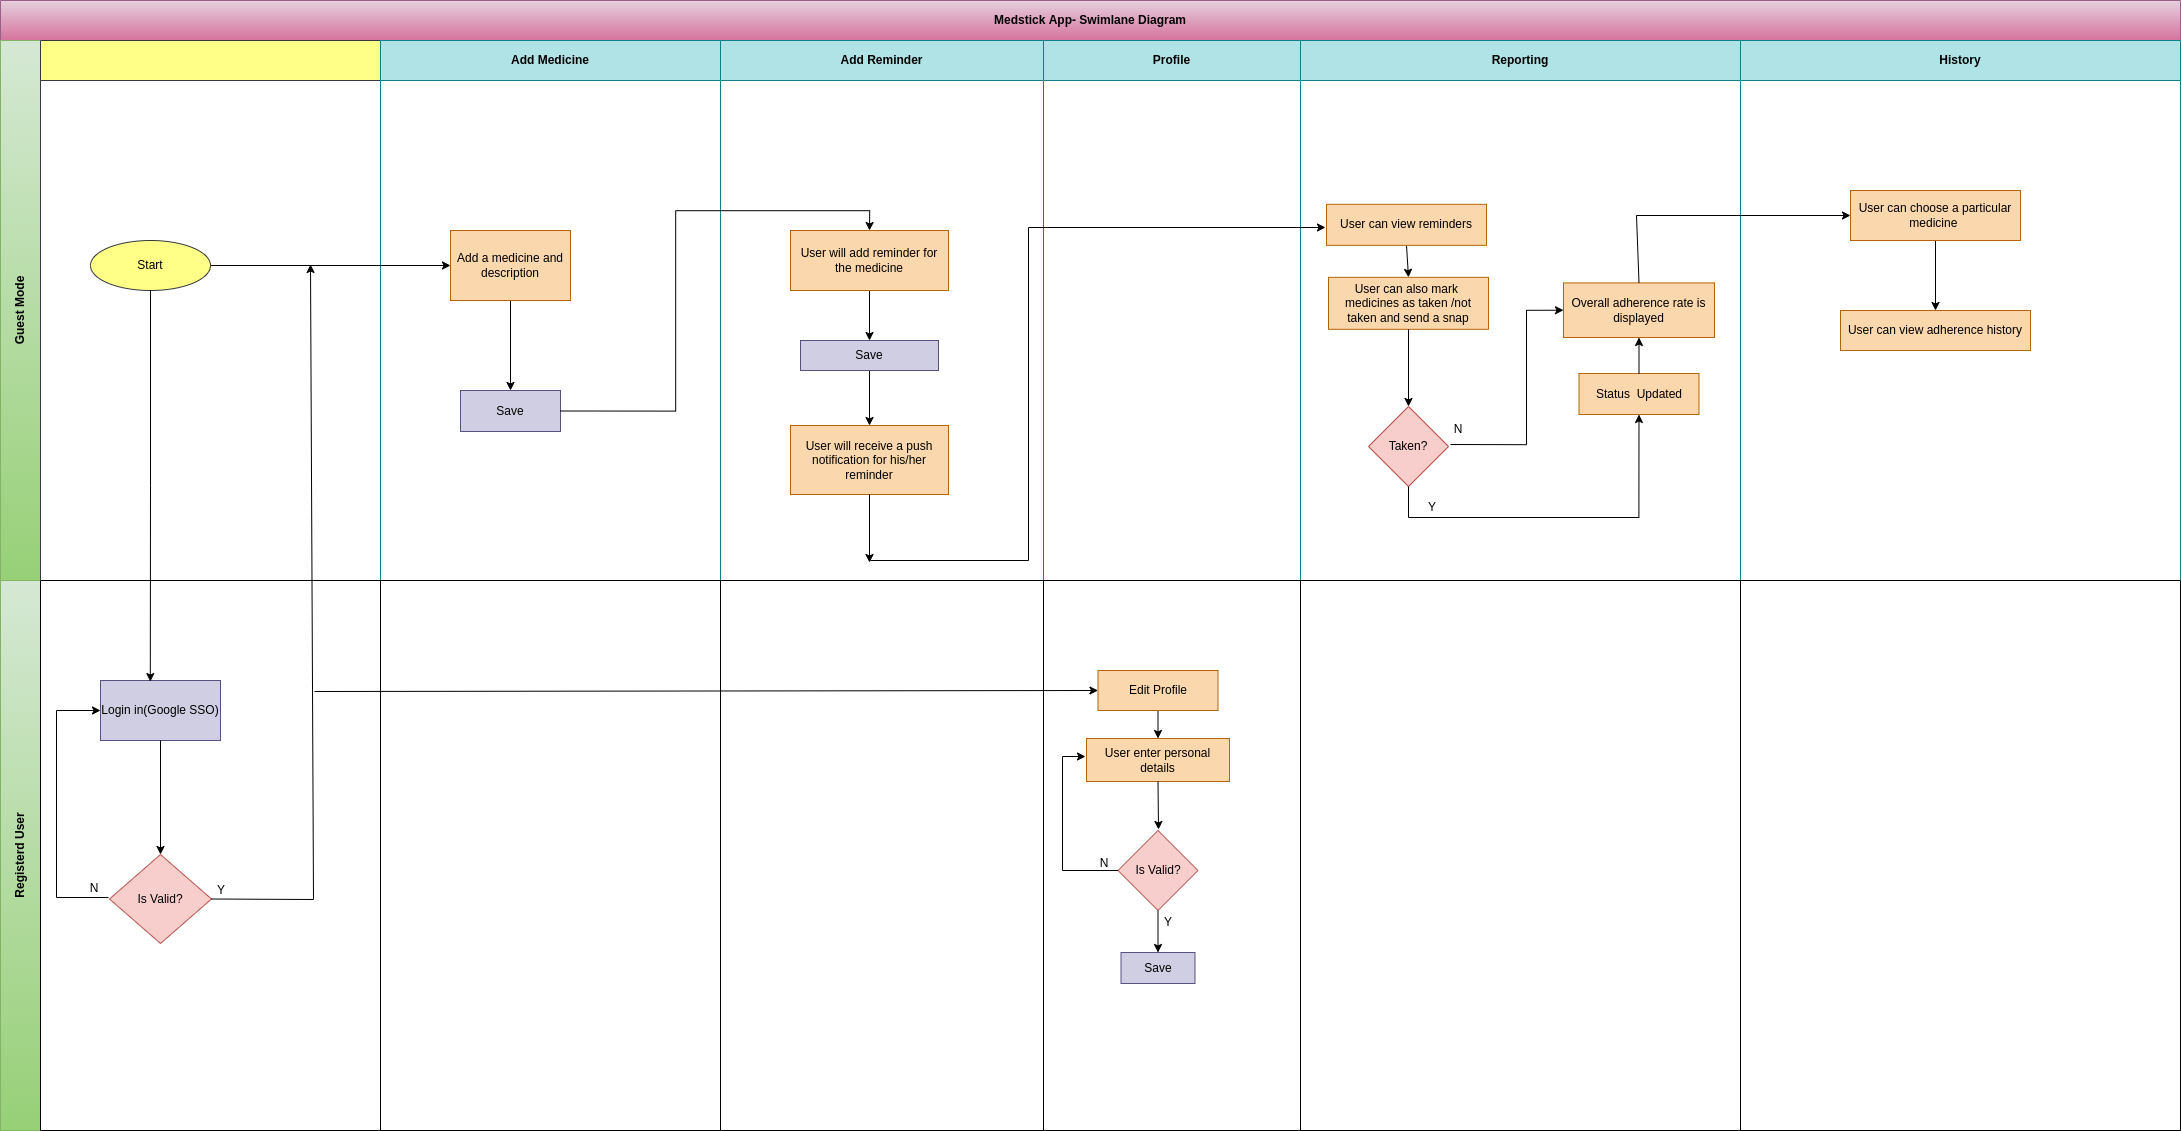 Medstick App- Swimlane Diagram
Add Medicine
Add Reminder
Profile
Reporting
History
Guest Mode
Start
Add a medicine and
description
Save
User will add reminder for
the medicine
Save
User will receive a push
notification for his/her
reminder
User can view reminders
User can also mark
medicines as taken /not
taken and send a snap
Taken?
N
Y
Overall adherence rate is
displayed
Status  Updated
User can choose a particular
medicine
User can view adherence history
Registerd User
Login in(Google SSO)
Is Valid?
N
Y
Edit Profile
User enter personal
details
Is Valid?
N
Y
Save